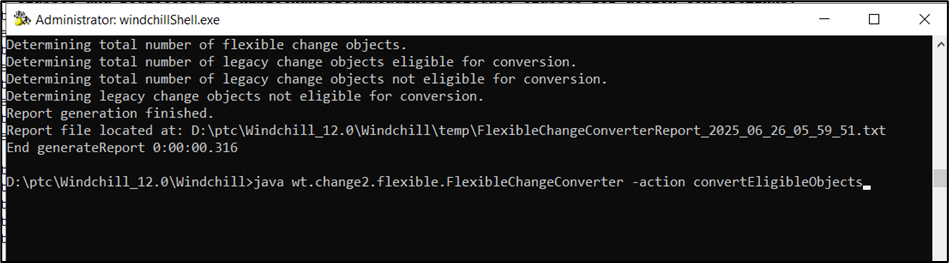 Administrator: windchillShell.exe
Determining total number of flexible change objects.
Determining total number of legacy change objects eligible for conversion.
Determining total number of legacy change objects not eligible for conversion.
Determining legacy change objects not eligible for conversion.
Report generation finished.
Report file located at: D:\ptc\Windchill_12.0\Windchill\temp\FlexibleChangeConverterReport_2025_06_26_05_59_51.txt
End generateReport 0:00:00.316
D:\ptc\Windchill_12.0\Windchill>java wt.change2.flexible.FlexibleChangeConverter -action convertEligibleObjects